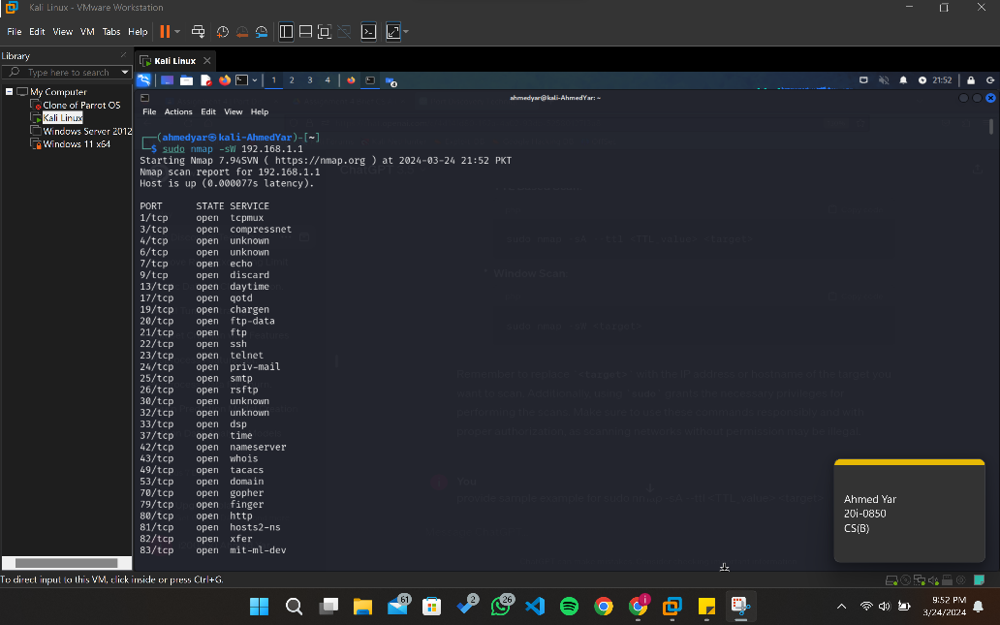 Kali Linux - VMware Workstation
File Edit View VM Tabs Help
Library
Type here to search
My Computer
Clone of Parrot OS
Kali Linux
Windows Server 2012
Windows 11 x64
Kali Linux
1 2 3 4
21:52
ahmedyar@kali-AhmedYar: ~
File Actions Edit View Help
(ahmedyar㉿kali-AhmedYar)-[~]
$ sudo nmap -sW 192.168.1.1
Starting Nmap 7.94SVN ( https://nmap.org ) at 2024-03-24 21:52 PKT
Nmap scan report for 192.168.1.1
Host is up (0.000077s latency).
PORT STATE SERVICE
1/tcp open tcpmux
3/tcp open compressnet
4/tcp open unknown
6/tcp open unknown
7/tcp open echo
9/tcp open discard
13/tcp open daytime
17/tcp open qotd
19/tcp open chargen
20/tcp open ftp-data
21/tcp open ftp
22/tcp open ssh
23/tcp open telnet
24/tcp open priv-mail
25/tcp open smtp
26/tcp open rsftp
30/tcp open unknown
32/tcp open unknown
33/tcp open dsp
37/tcp open time
42/tcp open nameserver
43/tcp open whois
49/tcp open tacacs
53/tcp open domain
70/tcp open gopher
79/tcp open finger
80/tcp open http
81/tcp open hosts2-ns
82/tcp open xfer
83/tcp open mit-ml-dev
Window Scan:
Remember to replace
You
Ahmed Yar
20i-0850
CS(B)
To direct input to this VM, click inside or press Ctrl+G.
61
2
26
9:52 PM
3/24/2024